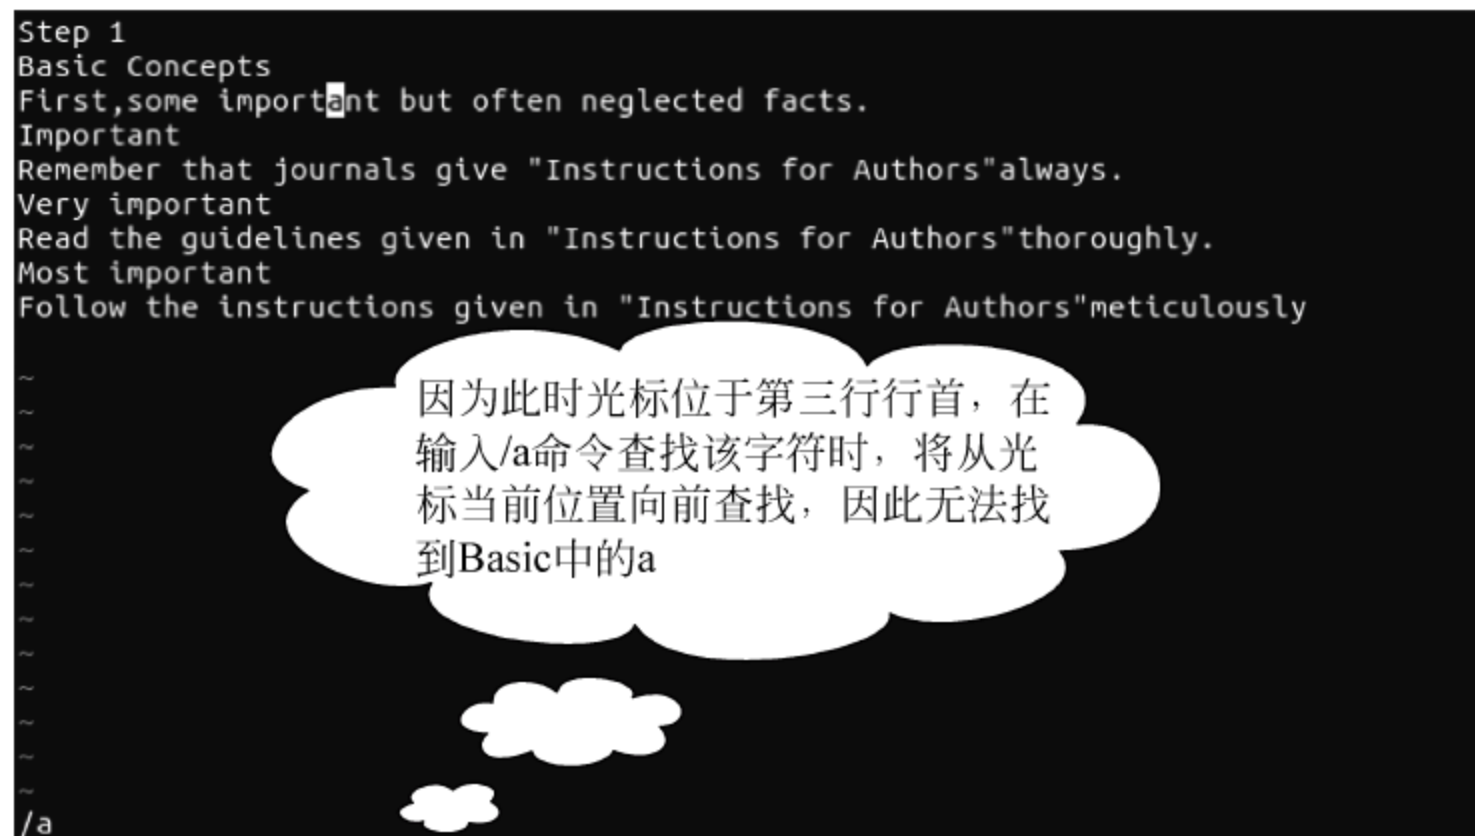 Step 1
Basic Concepts
First,some important but often neglected facts.
Important
Remember that journals give "Instructions for Authors"always.
Very important
Read the guidelines given in "Instructions for Authors"thoroughly.
Most important
Follow the instructions given in "Instructions for Authors"meticulously
~
~
~
~
~
~
~
~
~
~
~
~
~
因为此时光标位于第三行行首，在
输入/a命令查找该字符时，将从光
标当前位置向前查找，因此无法找
到Basic中的a
/a